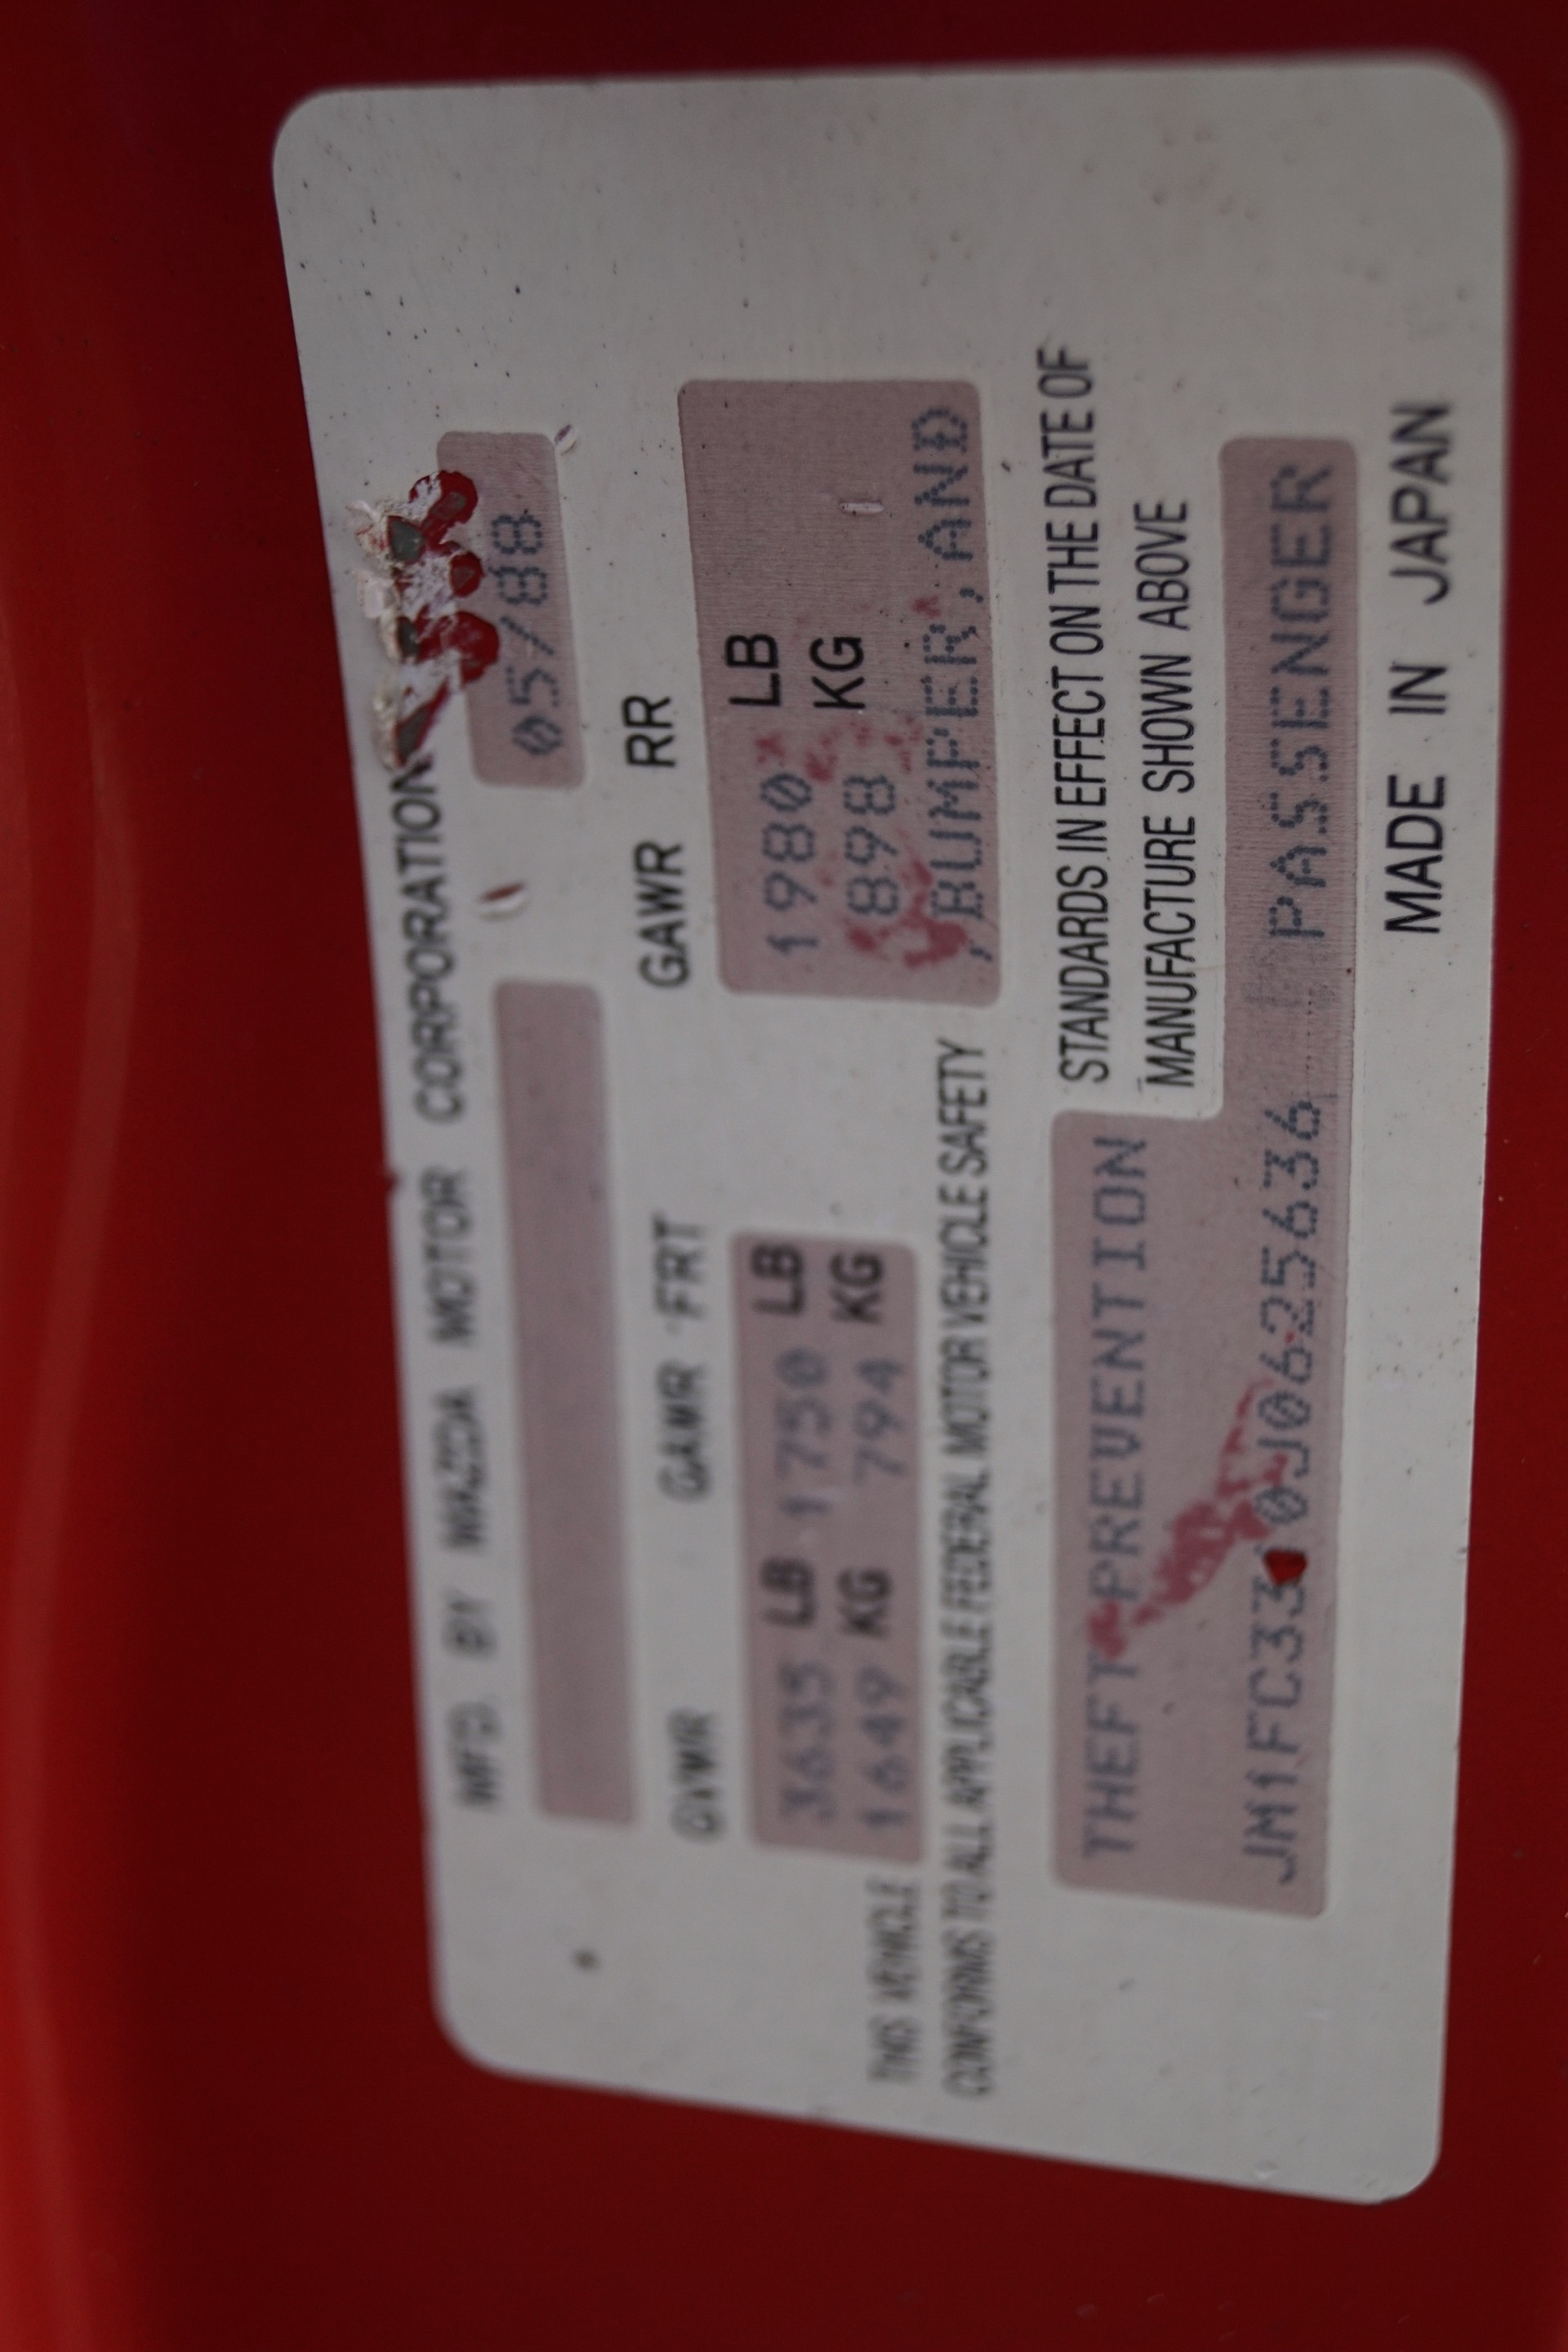 MFD. BY MAZDA MOTOR CORPORATION
05/88
GVWR GAWR FRT GAWR RR
3635 LB 1750 LB 1980 LB
1649 KG 794 KG 898 KG
THIS VEHICLE
CONFORMS TO ALL APPLICABLE FEDERAL MOTOR VEHICLE SAFETY ,BUMPER,AND
THEFT PREVENTION STANDARDS IN EFFECT ON THE DATE OF
MANUFACTURE SHOWN ABOVE
PASSENGER
MADE IN JAPAN